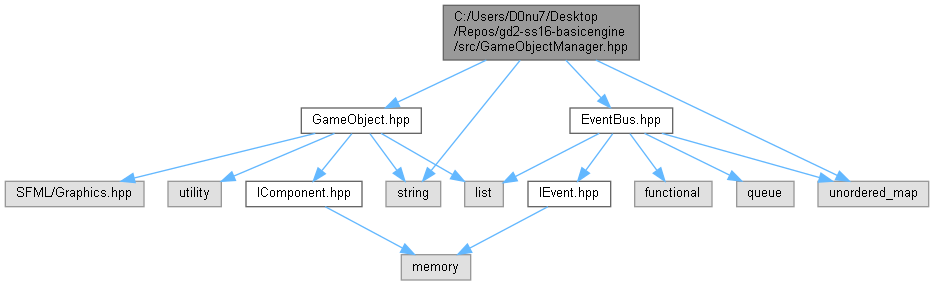 C:/Users/D0nu7/Desktop
/Repos/gd2-ss16-basicengine
/src/GameObjectManager.hpp
GameObject.hpp
EventBus.hpp
SFML/Graphics.hpp
utility
IComponent.hpp
string
list
IEvent.hpp
functional
queue
unordered_map
memory